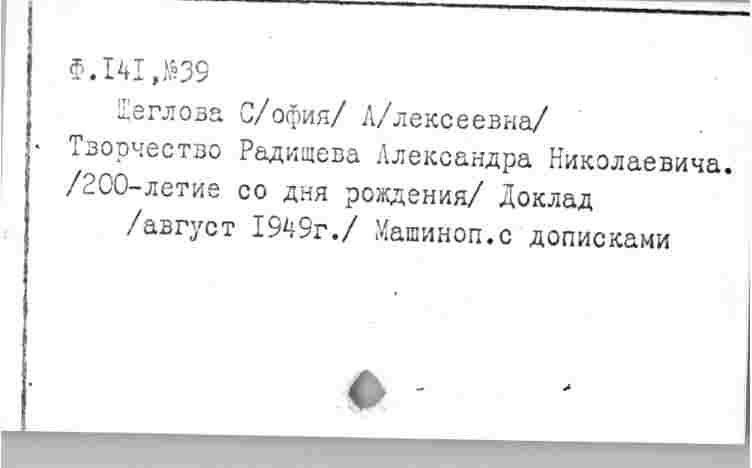 Ф.I4I,№39
Щеглова С/офия/ А/лексеевна/
Творчество Радищева Александра Николаевича.
/200-летие со дня рождения/ Доклад
/август I949г./ Машиноп.с дописками